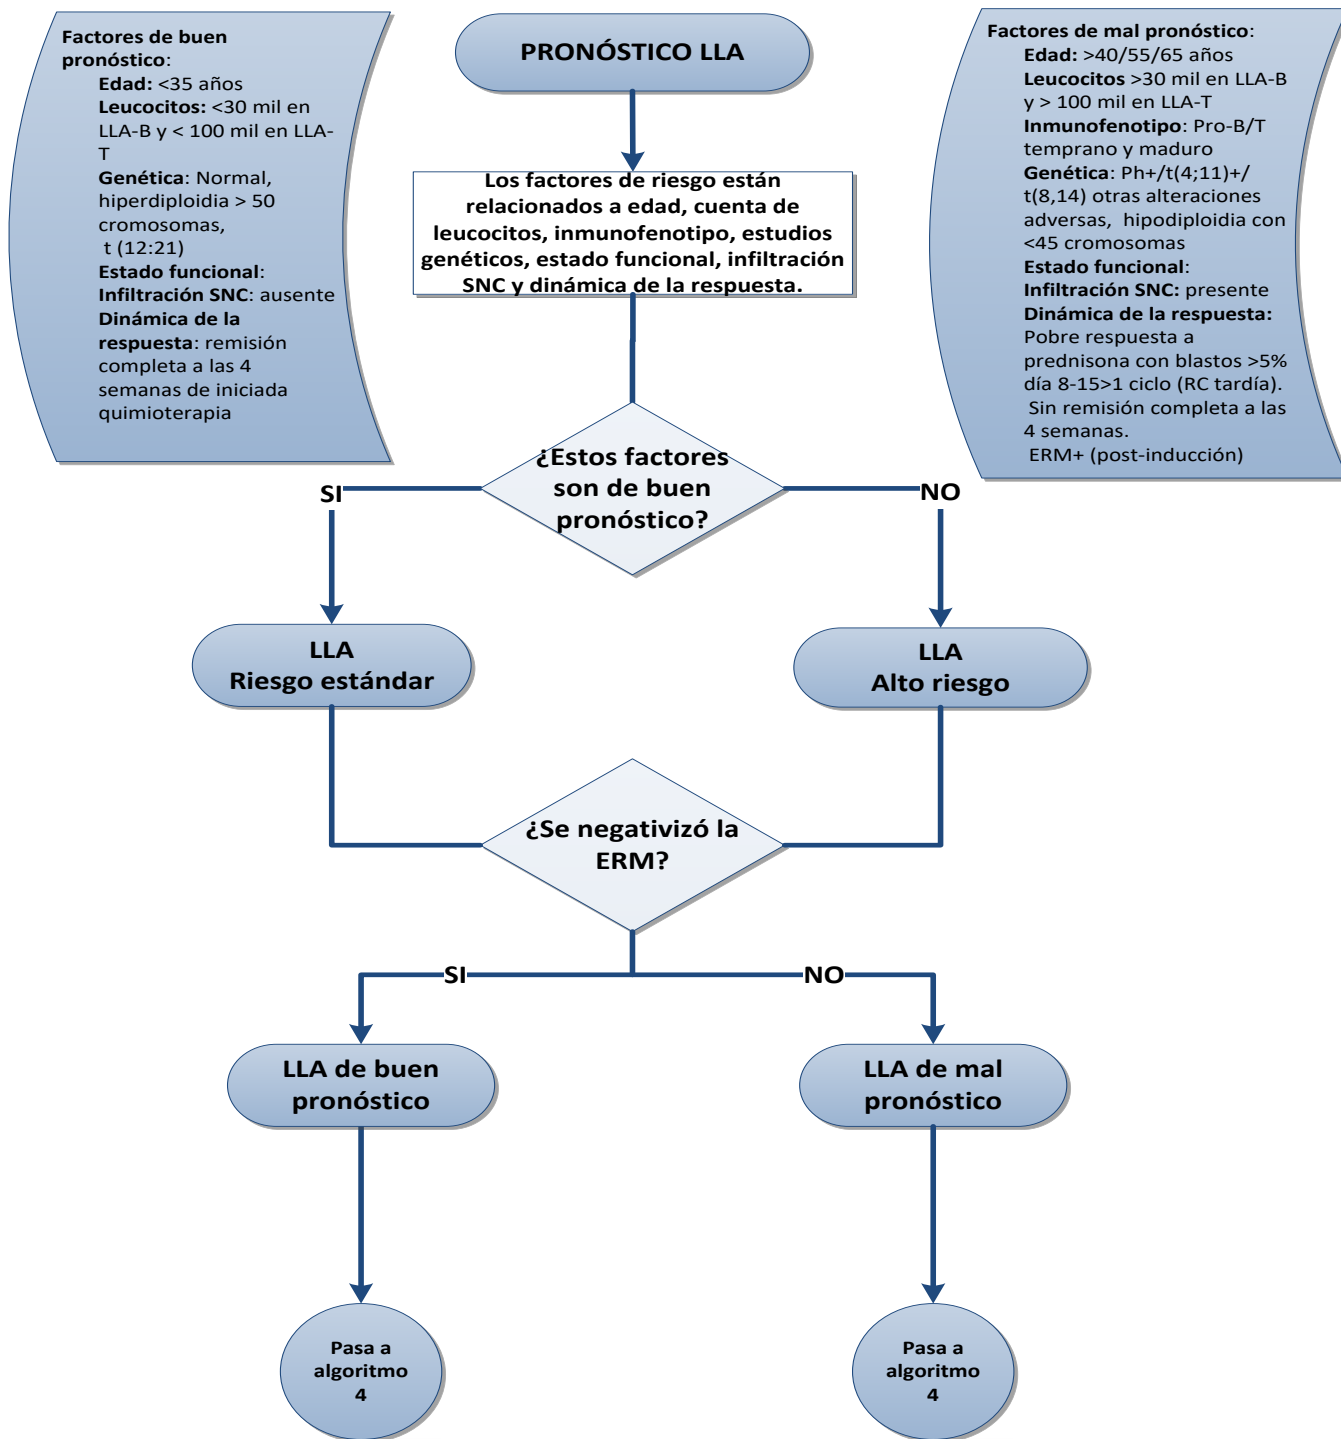 Factores de buen
pronóstico:
Edad: <35 años
Leucocitos: <30 mil en
LLA-B y < 100 mil en LLA-
T
Genética: Normal,
hiperdiploidia > 50
cromosomas,
t (12:21)
Estado funcional:
Infiltración SNC: ausente
Dinámica de la
respuesta: remisión
completa a las 4
semanas de iniciada
quimioterapia
PRONÓSTICO LLA
Los factores de riesgo están
relacionados a edad, cuenta de
leucocitos, inmunofenotipo, estudios
genéticos, estado funcional, infiltración
SNC y dinámica de la respuesta.
Factores de mal pronóstico:
Edad: >40/55/65 años
Leucocitos >30 mil en LLA-B
y > 100 mil en LLA-T
Inmunofenotipo: Pro-B/T
temprano y maduro
Genética: Ph+/t(4;11)+/
t(8,14) otras alteraciones
adversas, hipodiploidia con
<45 cromosomas
Estado funcional:
Infiltración SNC: presente
Dinámica de la respuesta:
Pobre respuesta a
prednisona con blastos >5%
día 8-15>1 ciclo (RC tardía).
Sin remisión completa a las
4 semanas.
ERM+ (post-inducción)
¿Estos factores
son de buen
pronóstico?
SI
NO
LLA
Riesgo estándar
LLA
Alto riesgo
¿Se negativizó la
ERM?
SI
NO
LLA de buen
pronóstico
LLA de mal
pronóstico
Pasa a
algoritmo
4
Pasa a
algoritmo
4